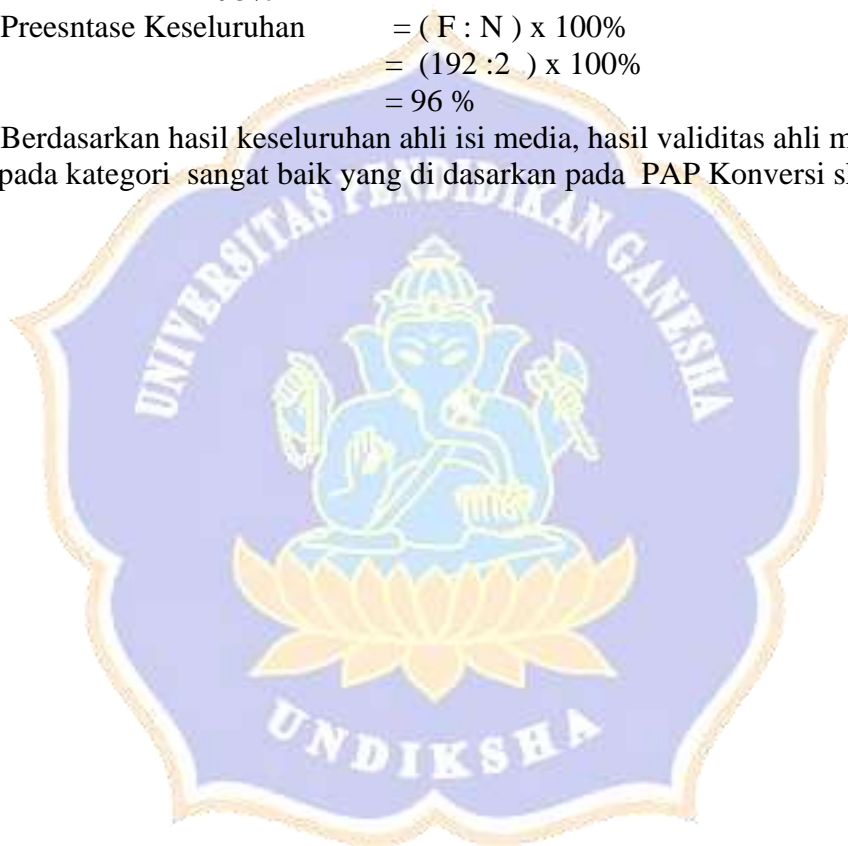 Preesntase Keseluruhan = ( F : N ) x 100%
= (192 :2 ) x 100%
= 96 %
Berdasarkan hasil keseluruhan ahli isi media, hasil validitas ahli
pada kategori sangat baik yang di dasarkan pada PAP Konversi
UNIVERSITAS PENDIDIKAN GANESHA
UNDIKSHA